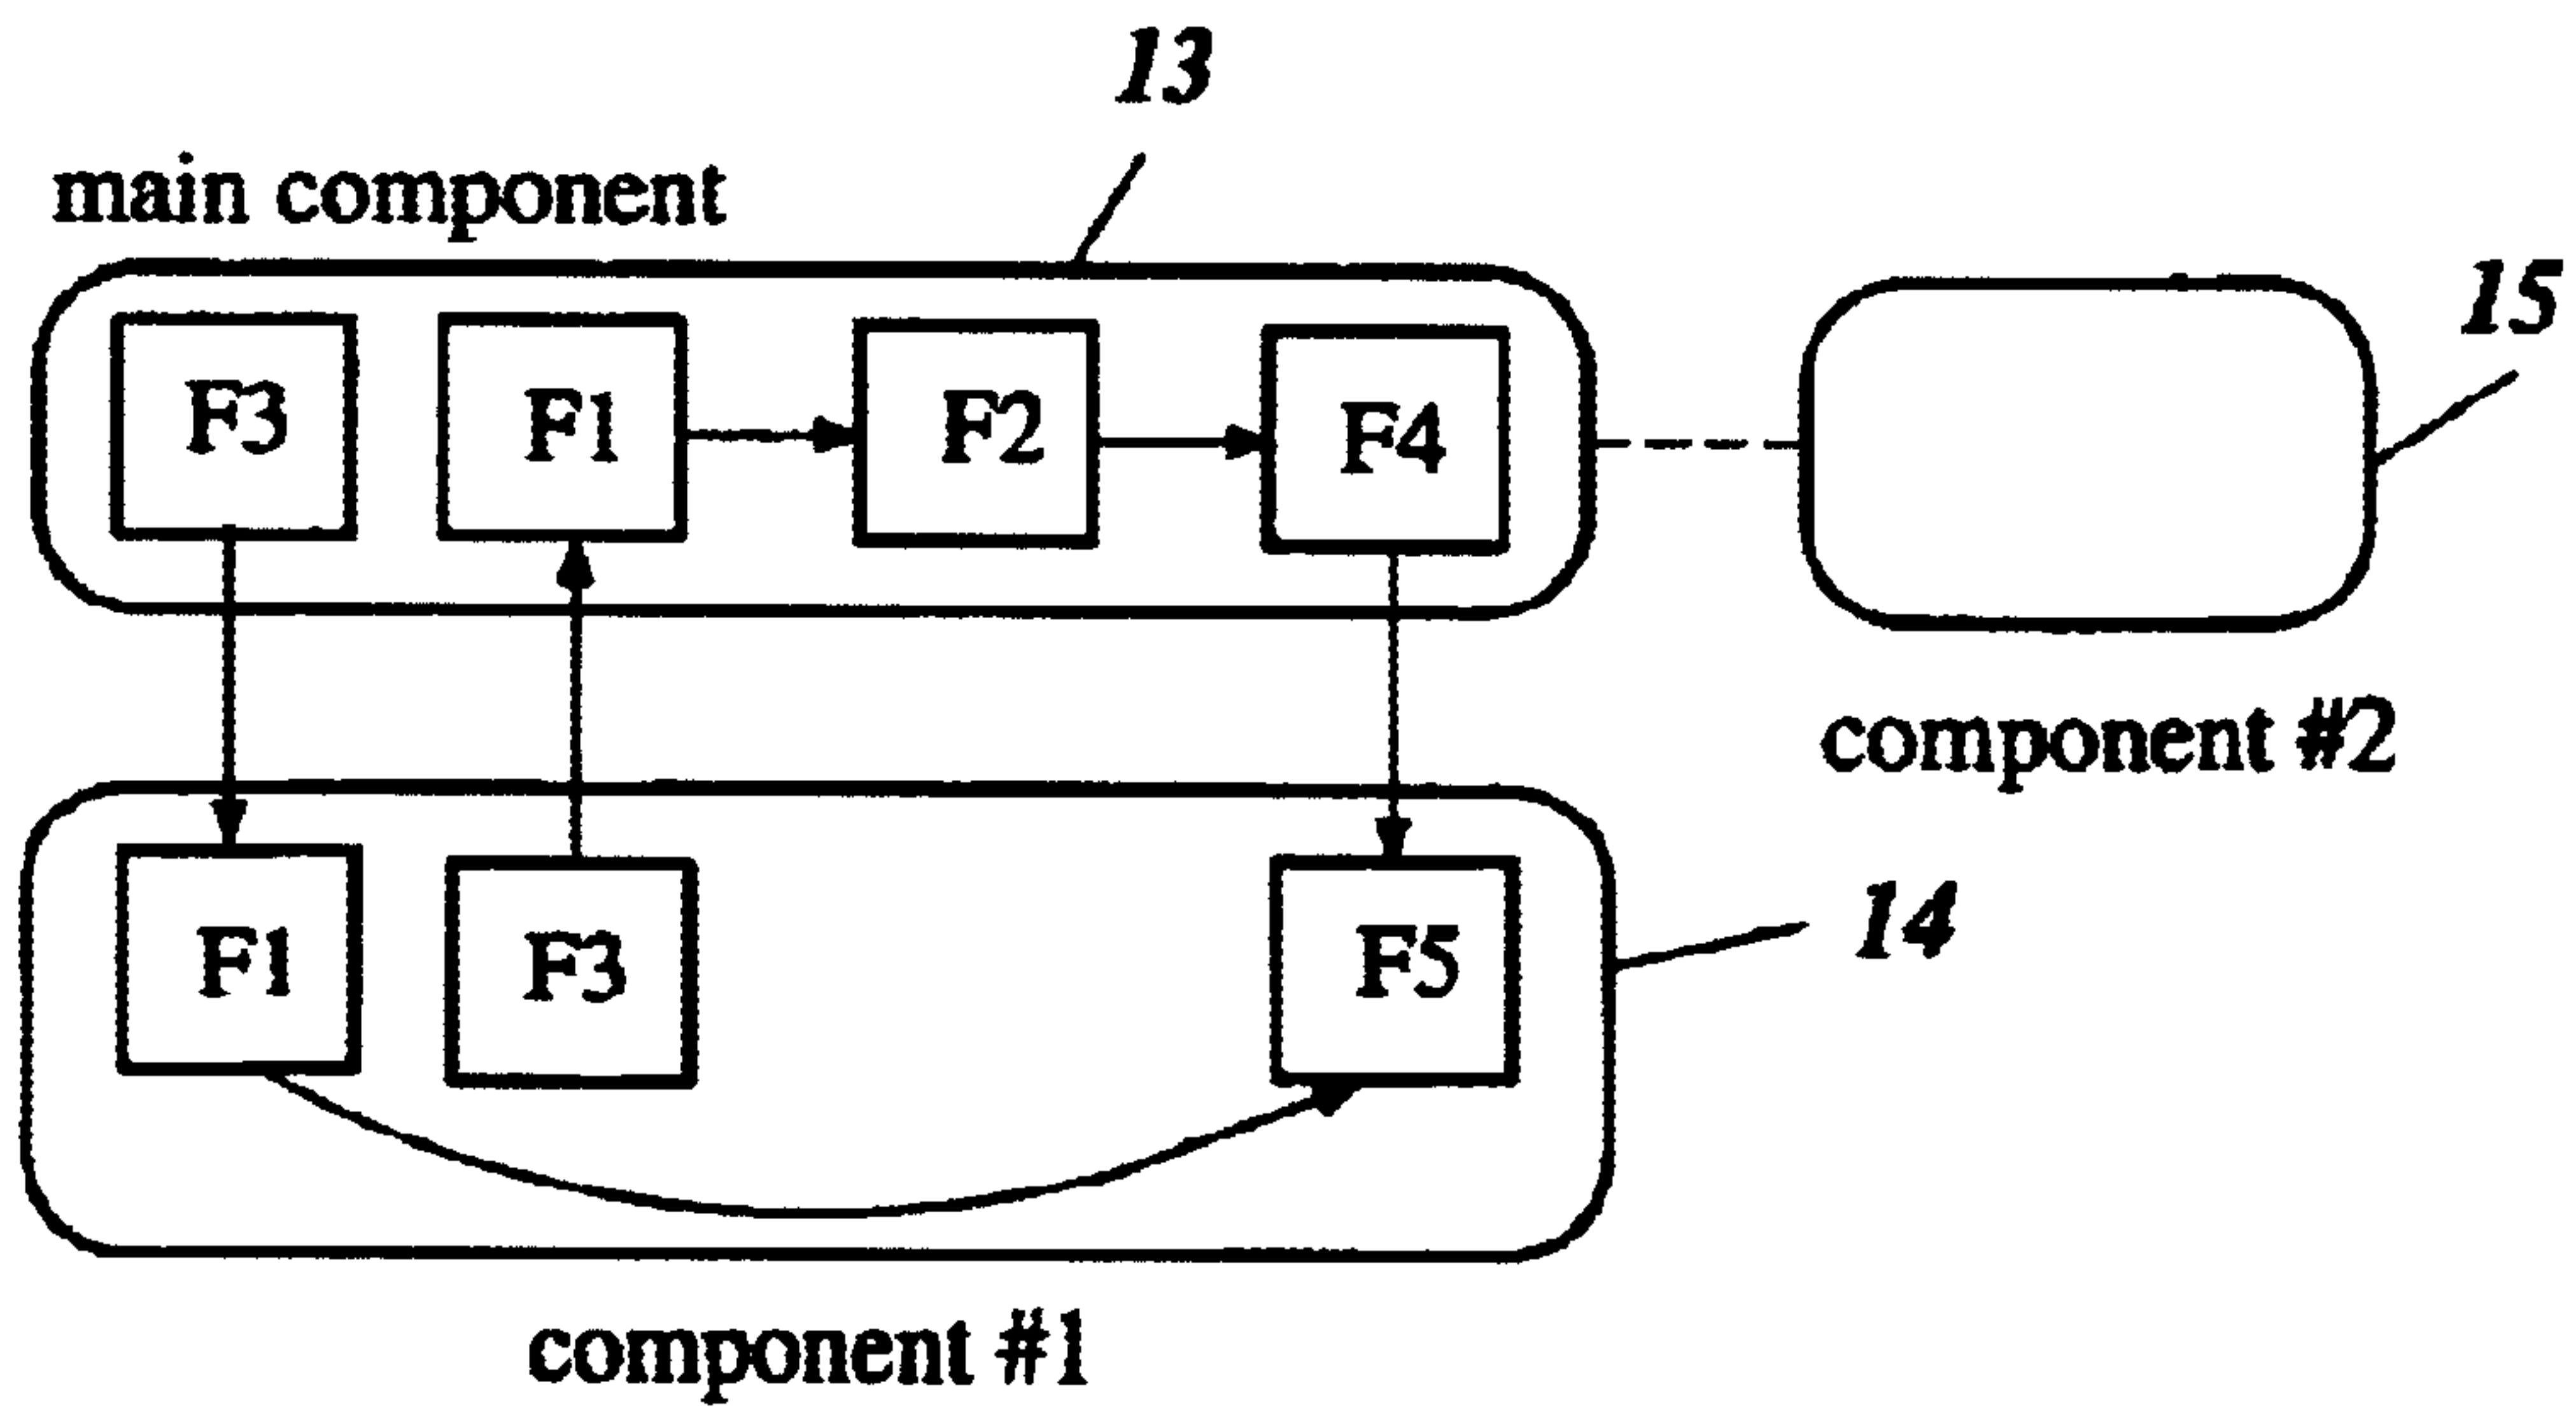 13
main component
15
F3 F1 F2 F4
component #2
F1 F3 F5
14
component #1